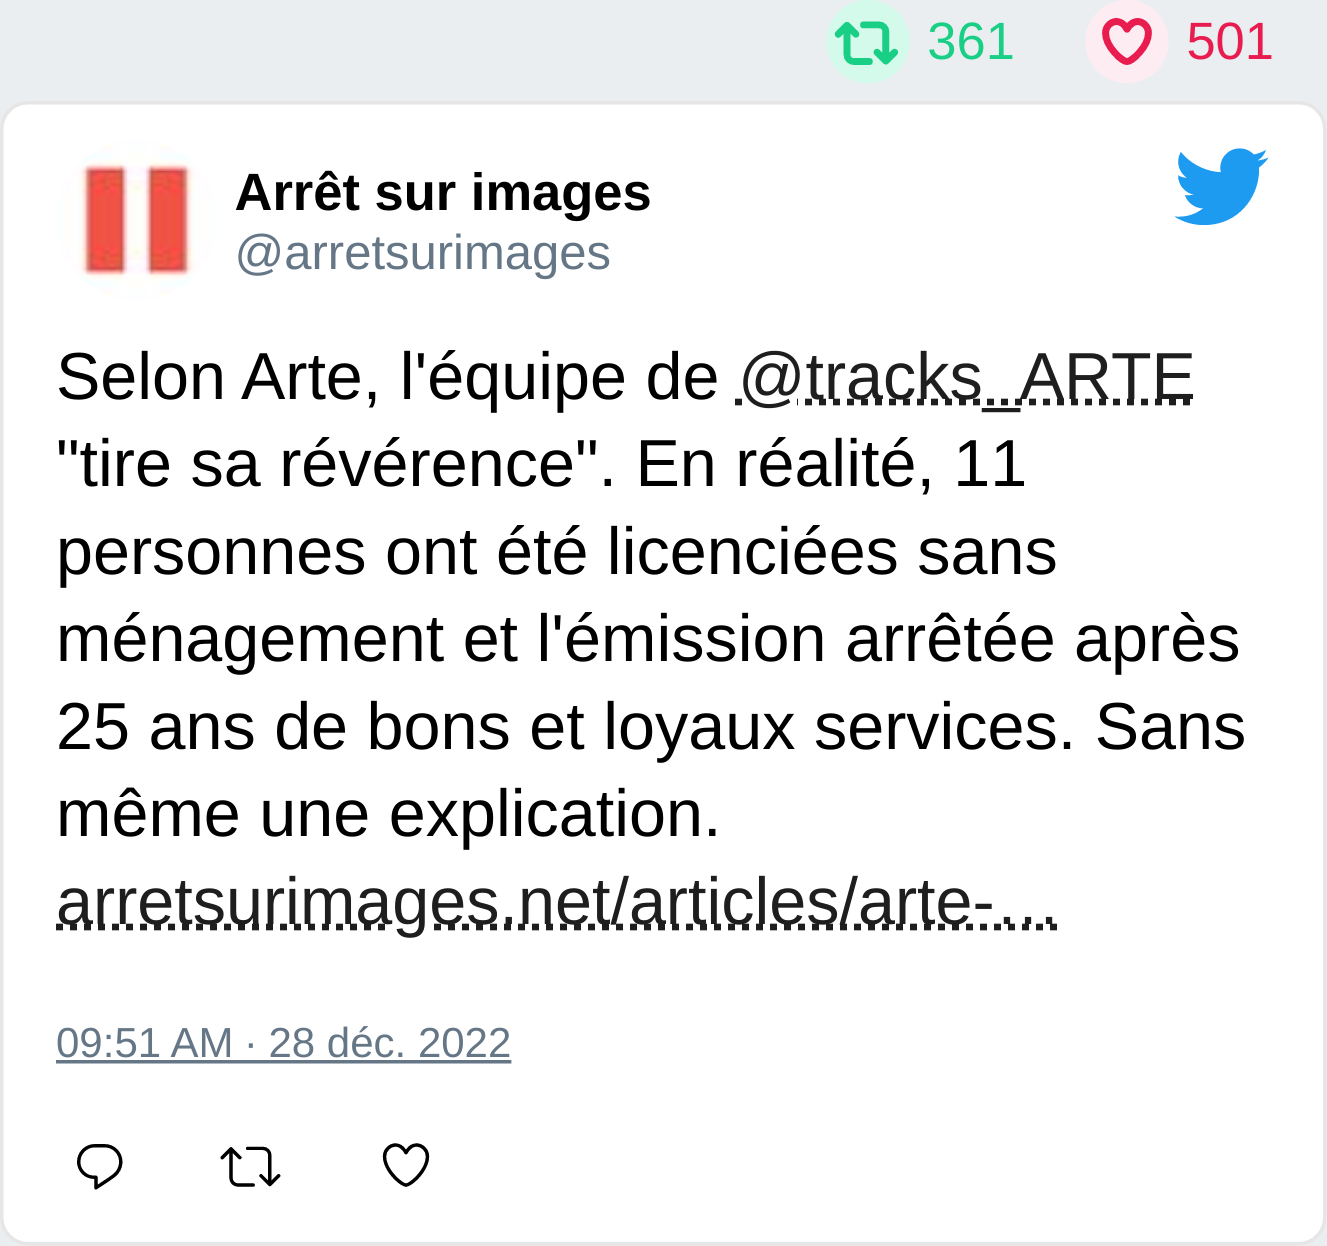 361 501
Arrêt sur images
@arretsurimages
Selon Arte, l'équipe de @tracks_ARTE
"tire sa révérence". En réalité, 11
personnes ont été licenciées sans
ménagement et l'émission arrêtée après
25 ans de bons et loyaux services. Sans
même une explication.
arretsurimages.net/articles/arte-…
09:51 AM · 28 déc. 2022